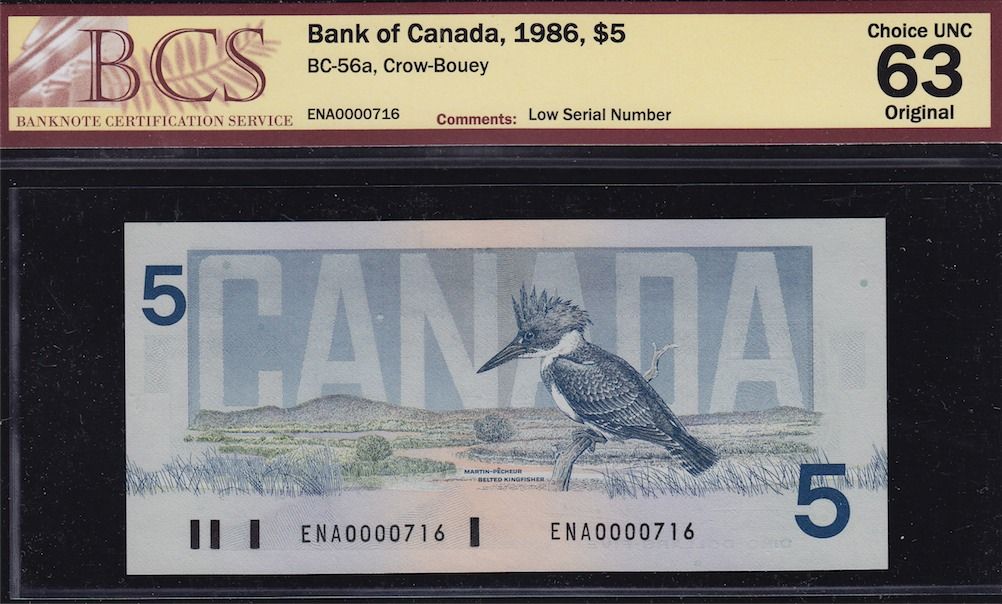 BCS
BANKNOTE CERTIFICATION SERVICE
Bank of Canada, 1986, $5
BC-56a, Crow-Bouey
ENA0000716
Comments: Low Serial Number
Choice UNC
63
Original
5
CANADA
MARTIN-PÊCHEUR
BELTED KINGFISHER
5
ENA0000716
ENA0000716